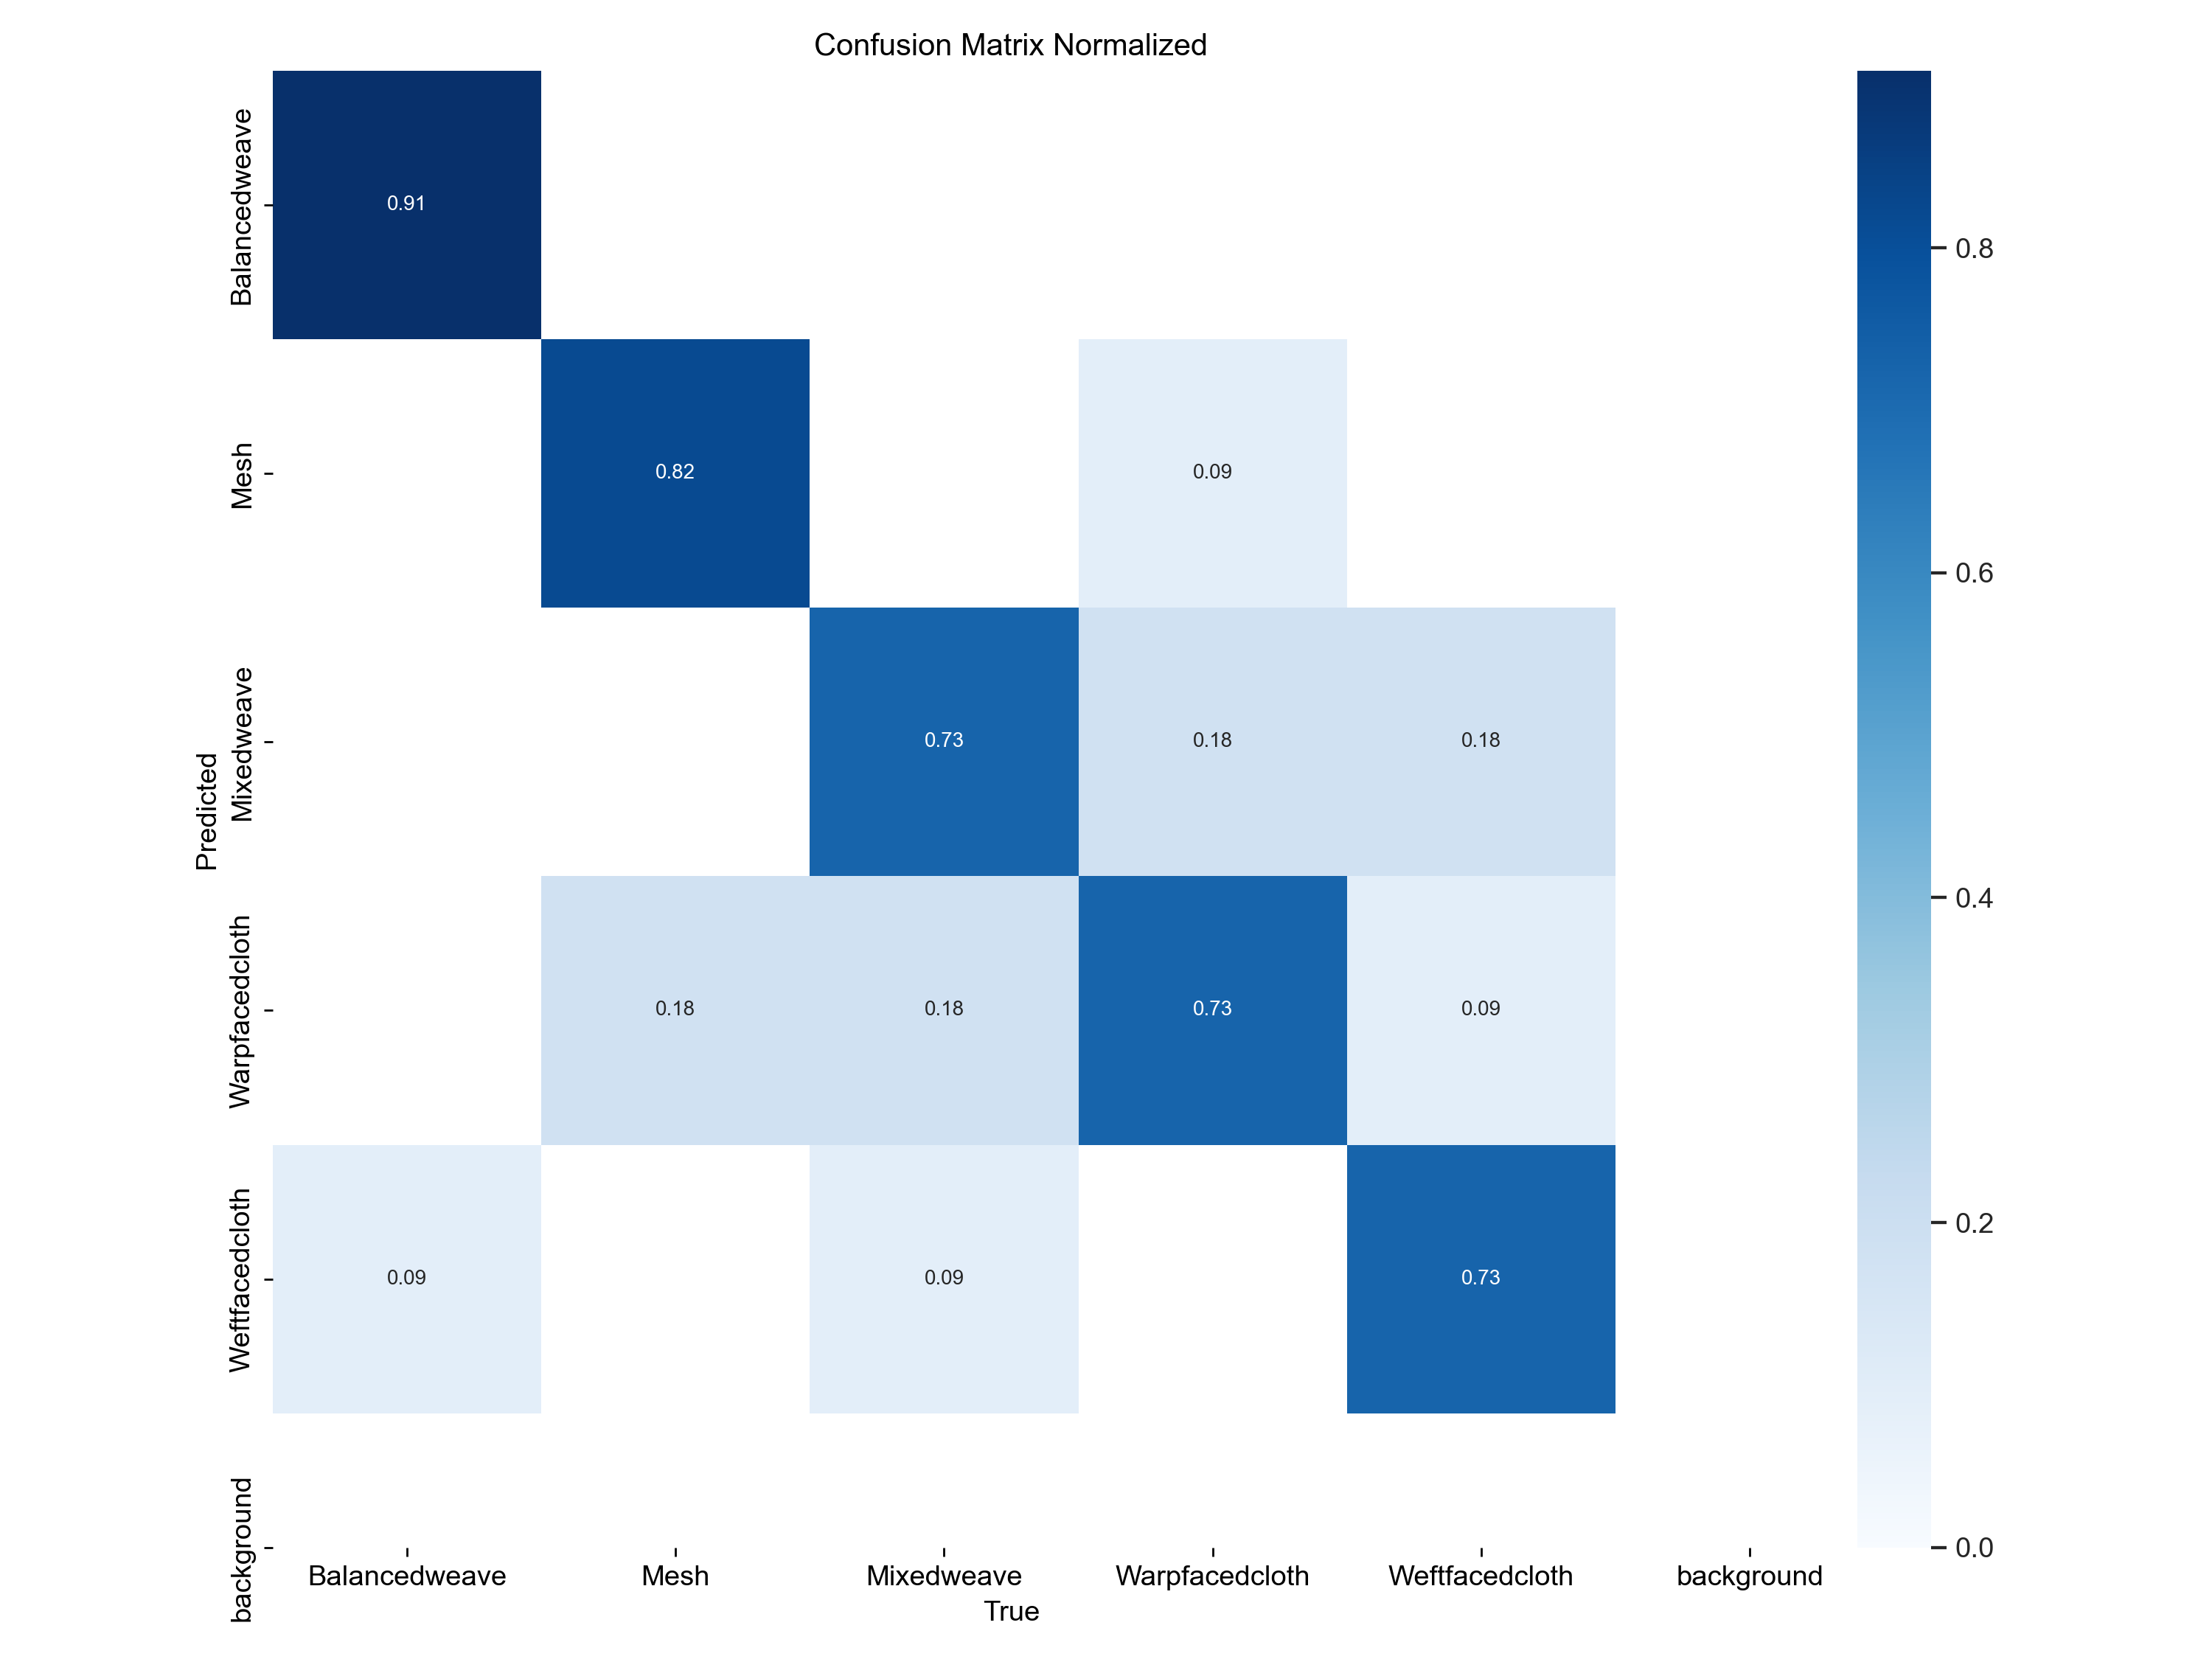 Confusion Matrix Normalized
Balancedweave
0.91
0.8
Mesh
0.82
0.09
0.6
Predicted
Mixedweave
0.73
0.18
0.18
0.4
Warpfacedcloth
0.18
0.18
0.73
0.09
0.2
Weftfacedcloth
0.09
0.09
0.73
background
0.0
Balancedweave
Mesh
Mixedweave
Warpfacedcloth
Weftfacedcloth
background
True